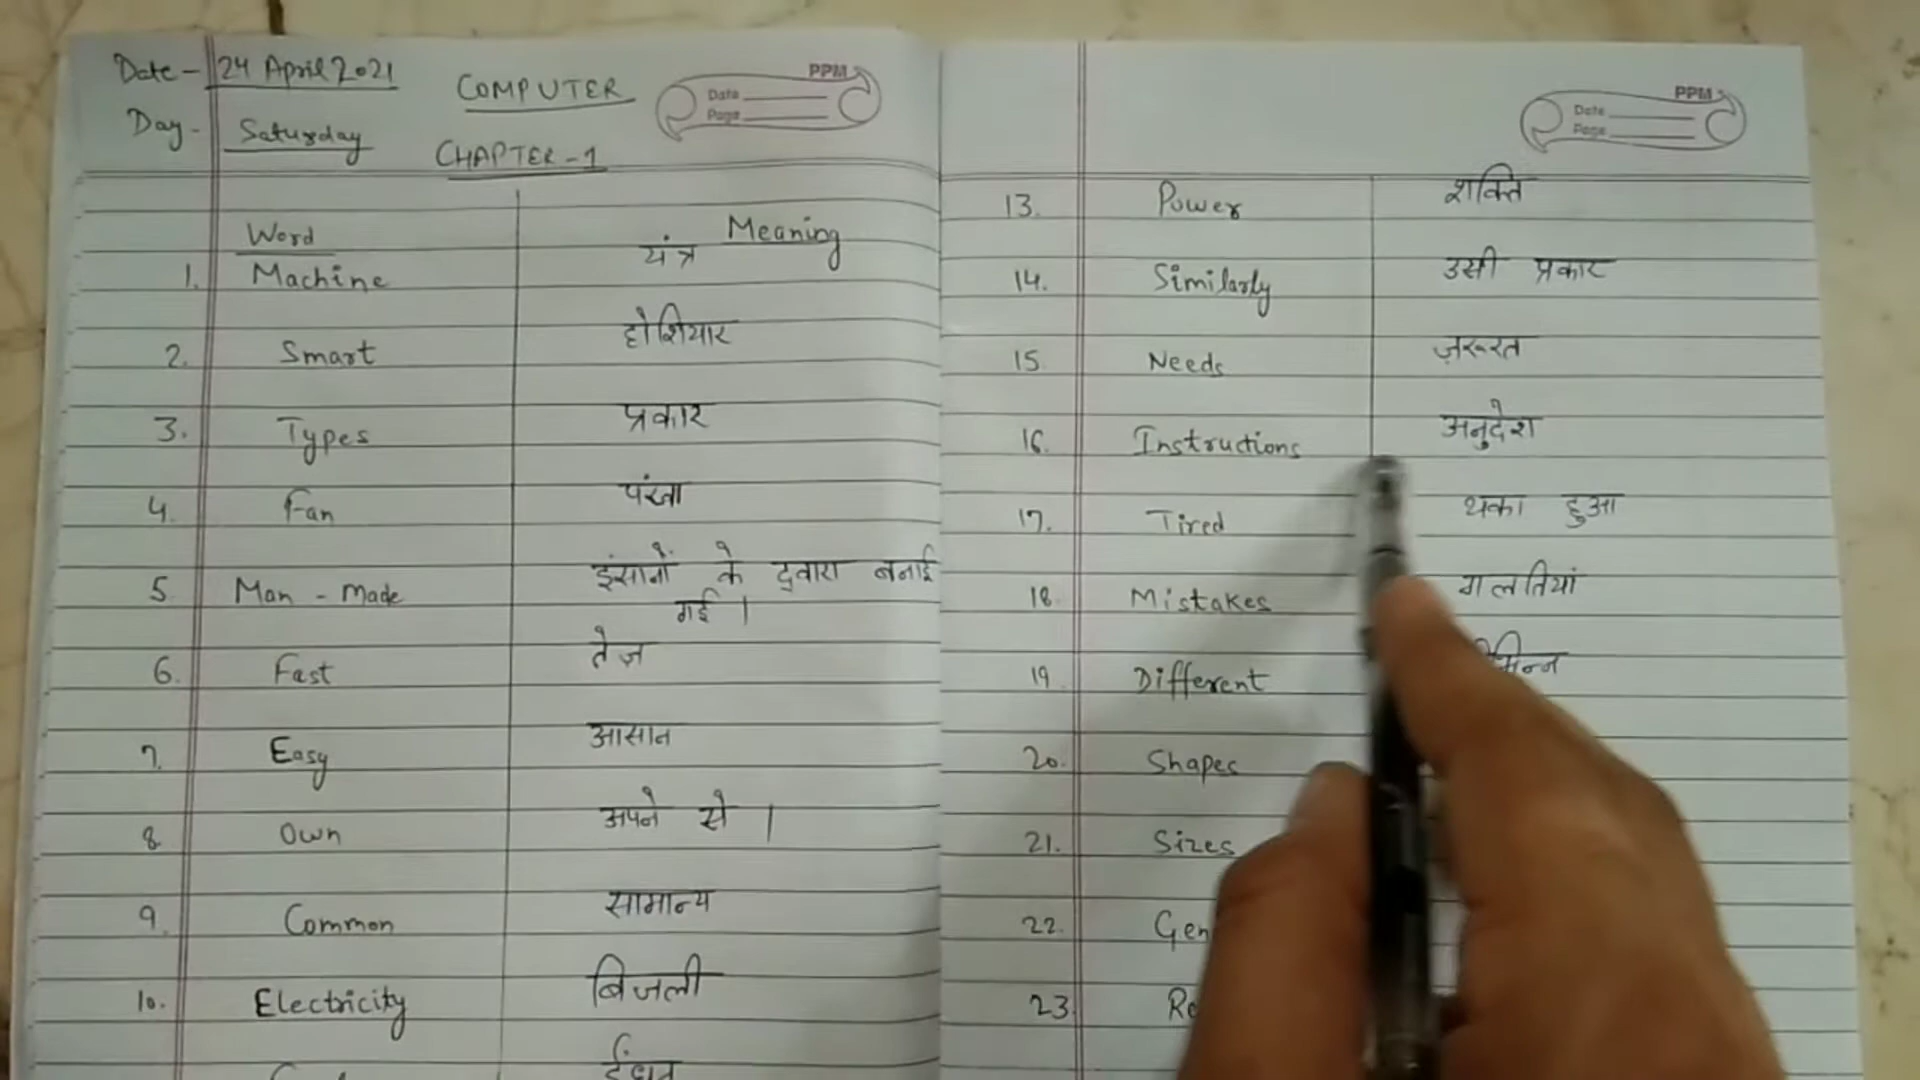 Date - 24 April 2021
Day - Saturday
COMPUTER
CHAPTER - 1
PPM
Date
Page
Word Meaning
1. Machine यंत्र
2. Smart होशियार
3. Types प्रकार
4. Fan पंखा
5 Man - Made इंसानों के द्वारा बनाई
गई ।
6. Fast तेज़
7. Easy आसान
8 Own अपने से ।
9. Common सामान्य
10. Electricity बिजली
ईंधन
PPM
Date
Page
13. Power शक्ति
14. Similarly उसी प्रकार
15 Needs ज़रूरत
16. Instructions अनुदेश
17. Tired थका हुआ
18. Mistakes गलतियां
19. Different
20. Shapes
21. Sizes
22.
23